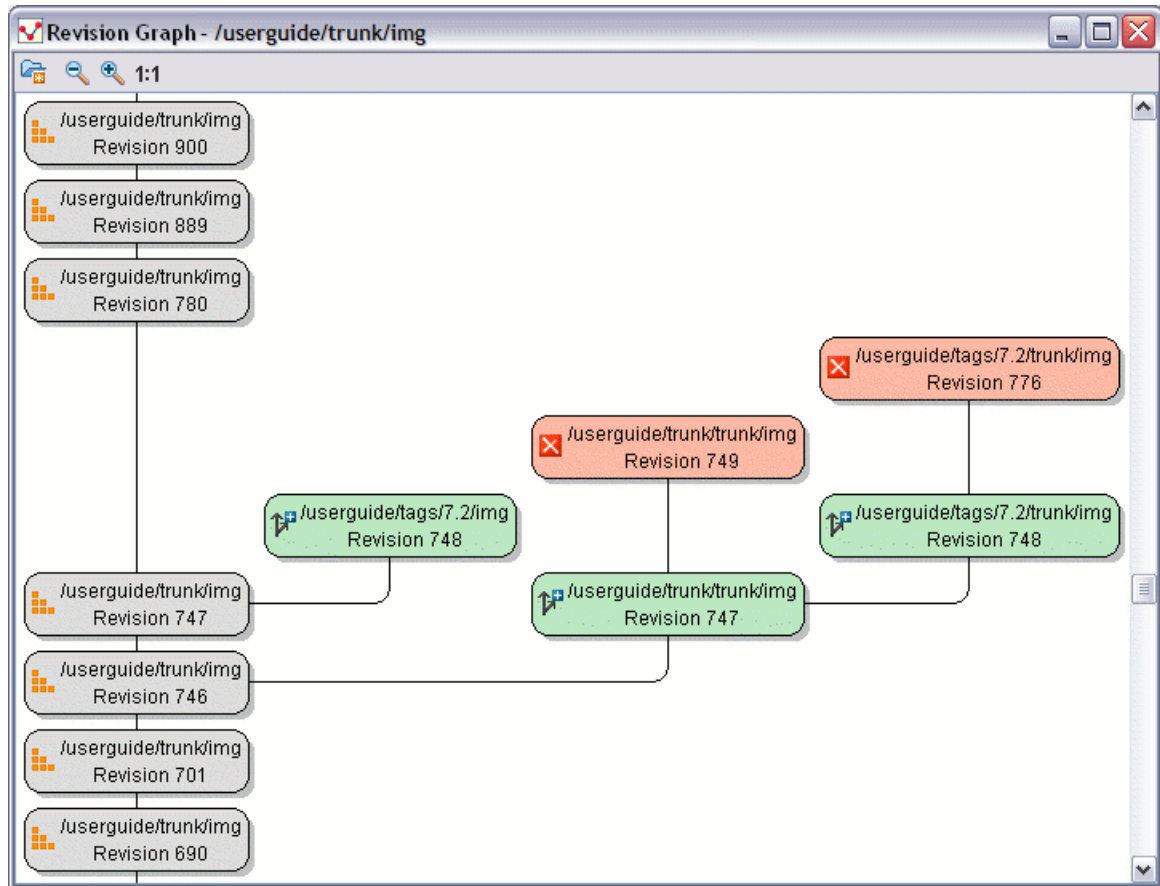 Revision Graph - /userguide/trunk/img
1:1
/userguide/trunk/img
Revision 900
/userguide/trunk/img
Revision 889
/userguide/trunk/img
Revision 780
/userguide/tags/7.2/trunk/img
Revision 776
/userguide/trunk/trunk/img
Revision 749
/userguide/tags/7.2/img
Revision 748
/userguide/tags/7.2/trunk/img
Revision 748
/userguide/trunk/img
Revision 747
/userguide/trunk/trunk/img
Revision 747
/userguide/trunk/img
Revision 746
/userguide/trunk/img
Revision 701
/userguide/trunk/img
Revision 690